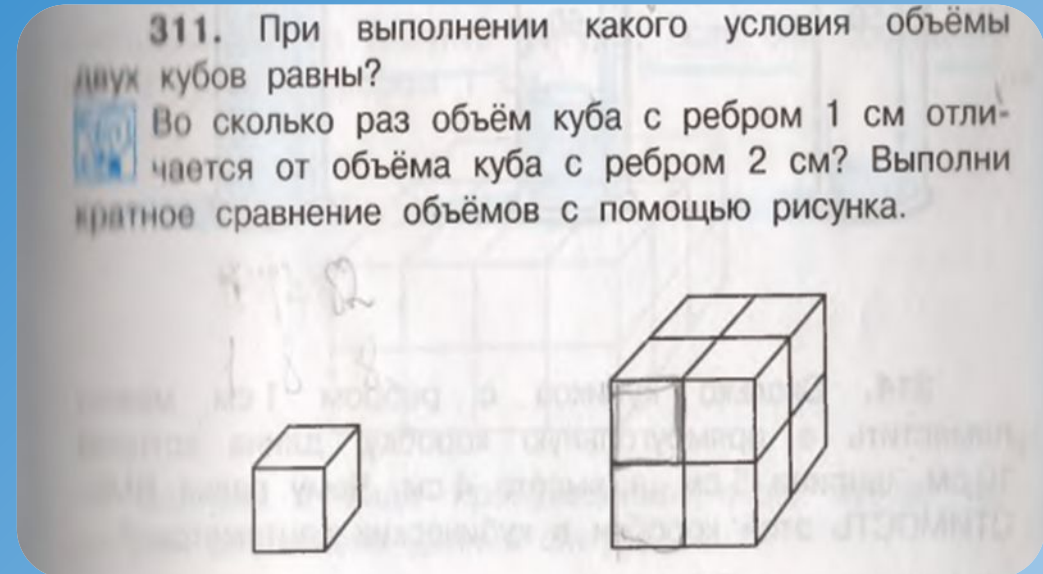 311. При выполнении какого условия объёмы
двух кубов равны?
Во сколько раз объём куба с ребром 1 см отли-
чается от объёма куба с ребром 2 см? Выполни
кратное сравнение объёмов с помощью рисунка.